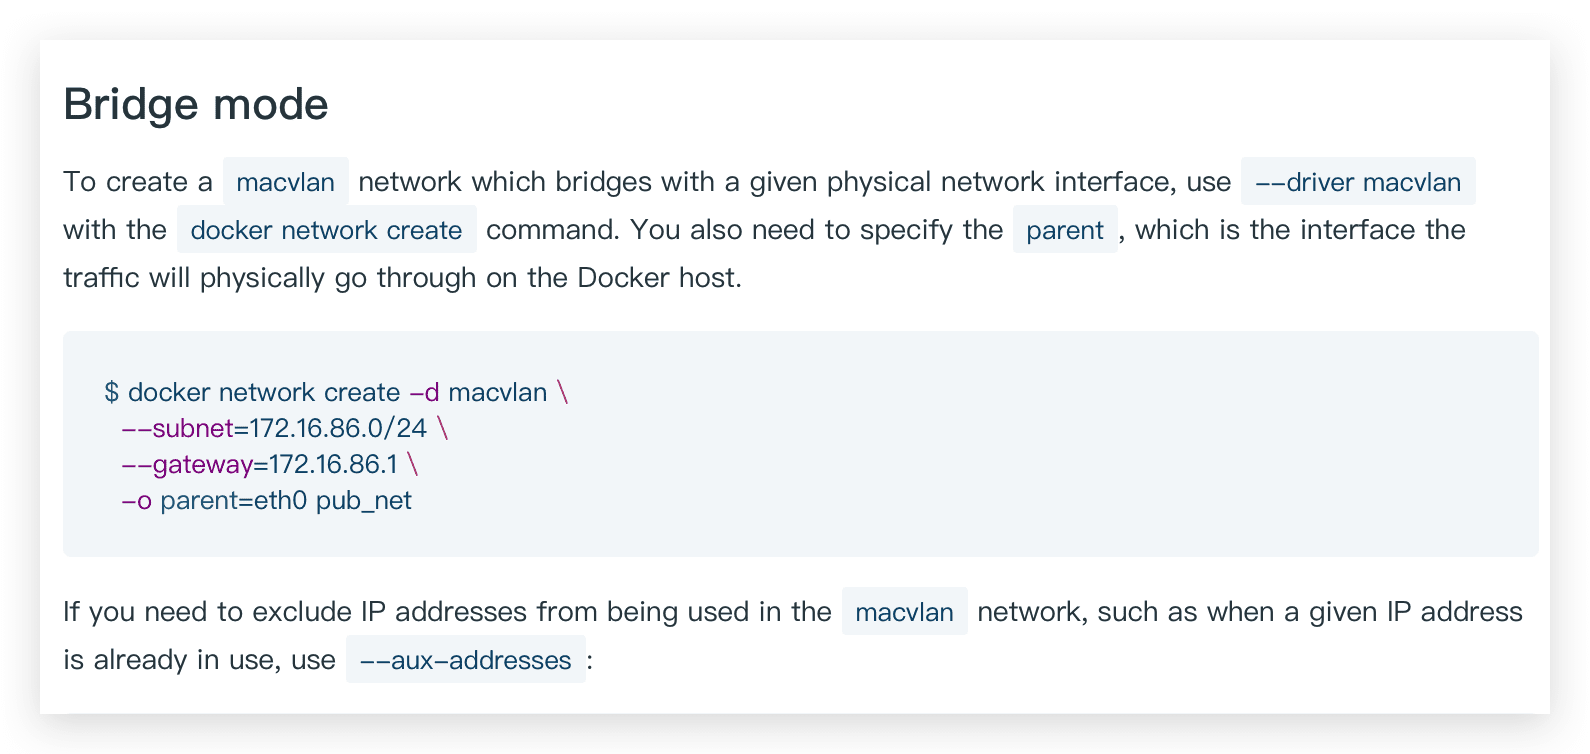 Bridge mode
To create a macvlan network which bridges with a given physical network interface, use --driver macvlan
with the docker network create command. You also need to specify the parent , which is the interface the
traffic will physically go through on the Docker host.
$ docker network create -d macvlan \
--subnet=172.16.86.0/24 \
--gateway=172.16.86.1 \
-o parent=eth0 pub_net
If you need to exclude IP addresses from being used in the macvlan network, such as when a given IP address
is already in use, use --aux-addresses :